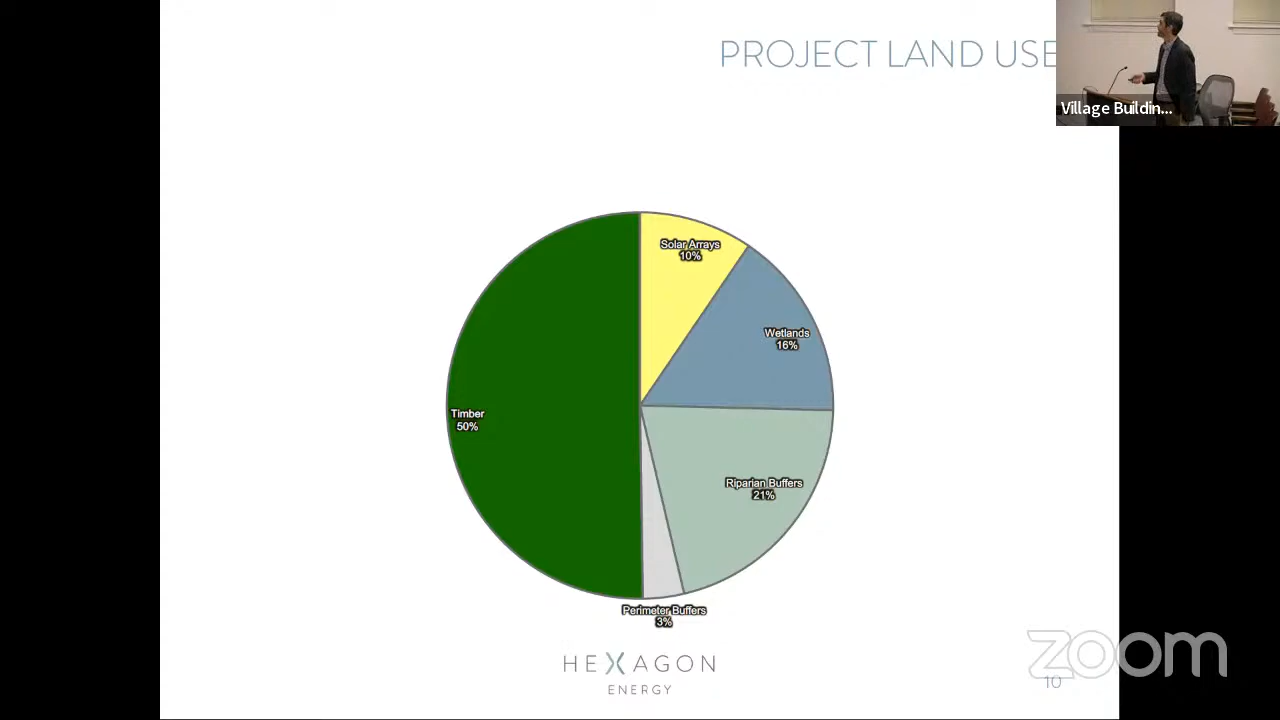 PROJECT LAND USE
Village Buildin...
Solar Arrays
10%
Wetlands
16%
Timber
50%
Riparian Buffers
21%
Perimeter Buffers
3%
HEXAGON
ENERGY
zoom
10